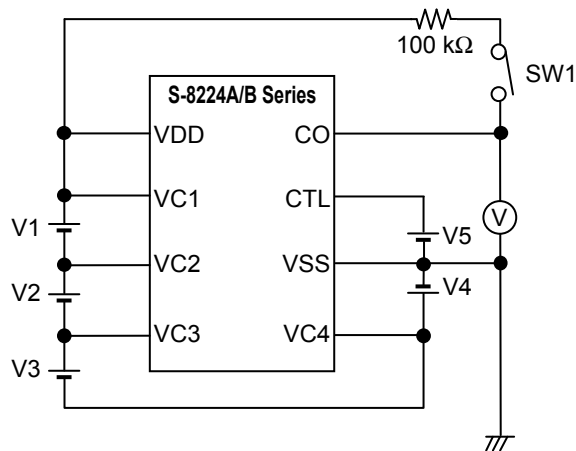 100 kΩ
SW1
S-8224A/B Series
VDD
CO
VC1
CTL
V1
V5
VC2
VSS
V2
V4
VC3
VC4
V3
V